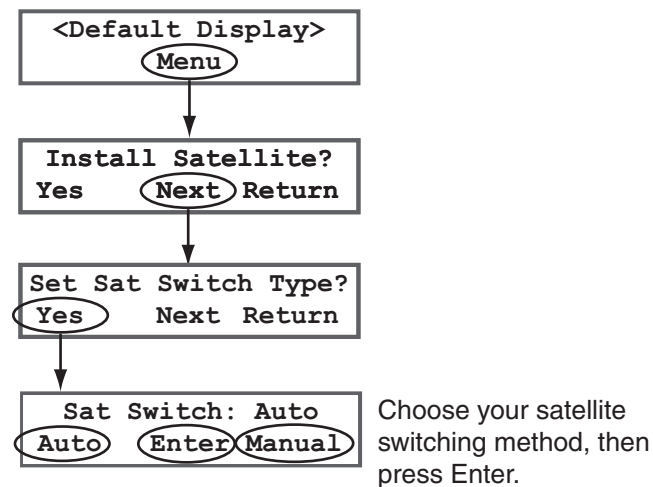 <Default Display>
Menu
Install Satellite?
Yes Next Return
Set Sat Switch Type?
Yes Next Return
Sat Switch: Auto
Auto Enter Manual
Choose your satellite
switching method, then
press Enter.